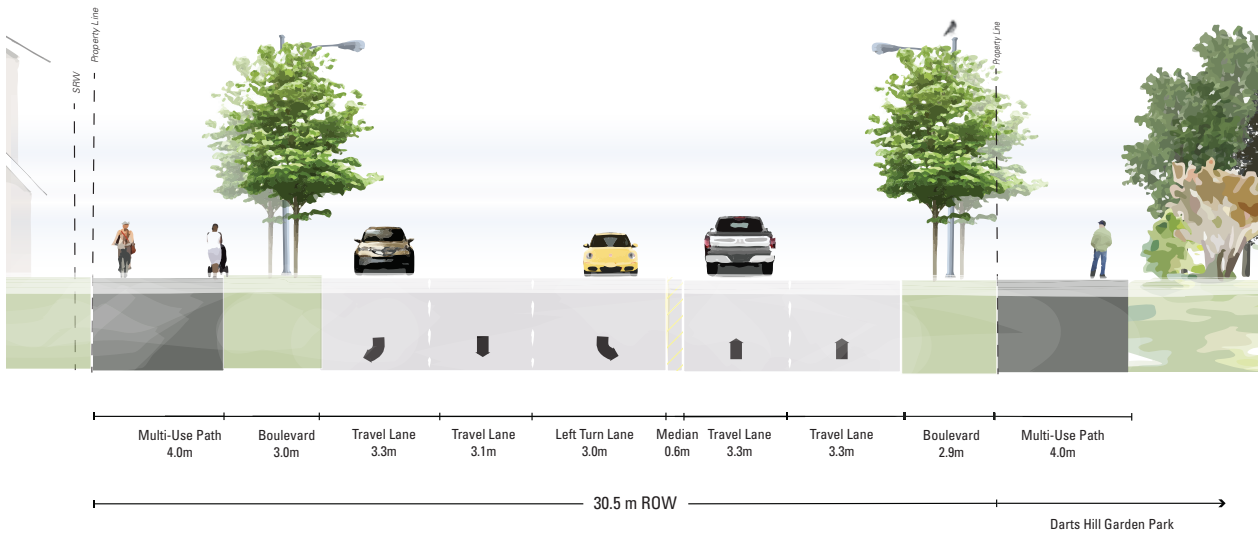 SRW
Property Line
Property Line
Multi-Use Path
4.0m
Boulevard
3.0m
Travel Lane
3.3m
Travel Lane
3.1m
Left Turn Lane
3.0m
Median
0.6m
Travel Lane
3.3m
Travel Lane
3.3m
Boulevard
2.9m
Multi-Use Path
4.0m
30.5 m ROW
Darts Hill Garden Park